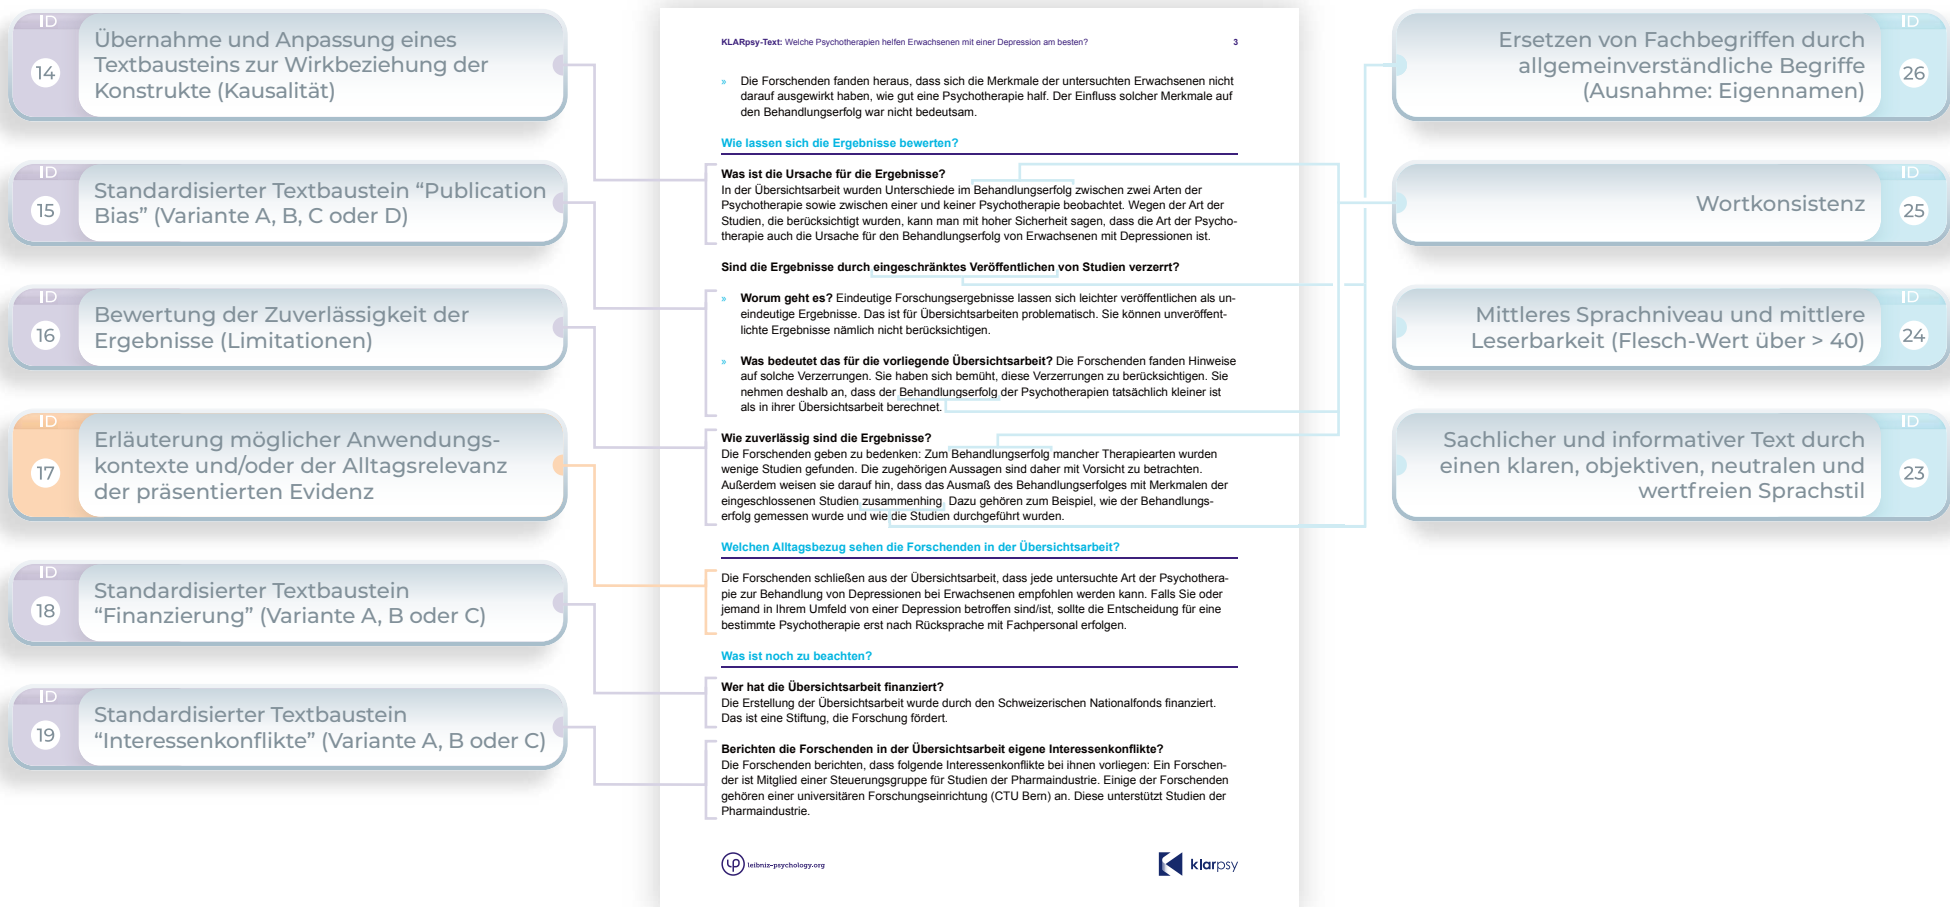 ID
14
Übernahme und Anpassung eines
Textbausteins zur Wirkbeziehung der
Konstrukte (Kausalität)
ID
15
Standardisierter Textbaustein “Publication
Bias” (Variante A, B, C oder D)
ID
16
Bewertung der Zuverlässigkeit der
Ergebnisse (Limitationen)
ID
17
Erläuterung möglicher Anwendungs-
kontexte und/oder der Alltagsrelevanz
der präsentierten Evidenz
ID
18
Standardisierter Textbaustein
“Finanzierung” (Variante A, B oder C)
ID
19
Standardisierter Textbaustein
“Interessenkonflikte” (Variante A, B oder C)
KLARpsy-Text: Welche Psychotherapien helfen Erwachsenen mit einer Depression am besten? 3
» Die Forschenden fanden heraus, dass sich die Merkmale der untersuchten Erwachsenen nicht
darauf ausgewirkt haben, wie gut eine Psychotherapie half. Der Einfluss solcher Merkmale auf
den Behandlungserfolg war nicht bedeutsam.
Wie lassen sich die Ergebnisse bewerten?
Was ist die Ursache für die Ergebnisse?
In der Übersichtsarbeit wurden Unterschiede im Behandlungserfolg zwischen zwei Arten der
Psychotherapie sowie zwischen einer und keiner Psychotherapie beobachtet. Wegen der Art der
Studien, die berücksichtigt wurden, kann man mit hoher Sicherheit sagen, dass die Art der Psycho-
therapie auch die Ursache für den Behandlungserfolg von Erwachsenen mit Depressionen ist.
Sind die Ergebnisse durch eingeschränktes Veröffentlichen von Studien verzerrt?
» Worum geht es? Eindeutige Forschungsergebnisse lassen sich leichter veröffentlichen als un-
eindeutige Ergebnisse. Das ist für Übersichtsarbeiten problematisch. Sie können unveröffent-
lichte Ergebnisse nämlich nicht berücksichtigen.
» Was bedeutet das für die vorliegende Übersichtsarbeit? Die Forschenden fanden Hinweise
auf solche Verzerrungen. Sie haben sich bemüht, diese Verzerrungen zu berücksichtigen. Sie
nehmen deshalb an, dass der Behandlungserfolg der Psychotherapien tatsächlich kleiner ist
als in ihrer Übersichtsarbeit berechnet.
Wie zuverlässig sind die Ergebnisse?
Die Forschenden geben zu bedenken: Zum Behandlungserfolg mancher Therapiearten wurden
wenige Studien gefunden. Die zugehörigen Aussagen sind daher mit Vorsicht zu betrachten.
Außerdem weisen sie darauf hin, dass das Ausmaß des Behandlungserfolges mit Merkmalen der
eingeschlossenen Studien zusammenhing. Dazu gehören zum Beispiel, wie der Behandlungs-
erfolg gemessen wurde und wie die Studien durchgeführt wurden.
Welchen Alltagsbezug sehen die Forschenden in der Übersichtsarbeit?
Die Forschenden schließen aus der Übersichtsarbeit, dass jede untersuchte Art der Psychothera-
pie zur Behandlung von Depressionen bei Erwachsenen empfohlen werden kann. Falls Sie oder
jemand in Ihrem Umfeld von einer Depression betroffen sind/ist, sollte die Entscheidung für eine
bestimmte Psychotherapie erst nach Rücksprache mit Fachpersonal erfolgen.
Was ist noch zu beachten?
Wer hat die Übersichtsarbeit finanziert?
Die Erstellung der Übersichtsarbeit wurde durch den Schweizerischen Nationalfonds finanziert.
Das ist eine Stiftung, die Forschung fördert.
Berichten die Forschenden in der Übersichtsarbeit eigene Interessenkonflikte?
Die Forschenden berichten, dass folgende Interessenkonflikte bei ihnen vorliegen: Ein Forschen-
der ist Mitglied einer Steuerungsgruppe für Studien der Pharmaindustrie. Einige der Forschenden
gehören einer universitären Forschungseinrichtung (CTU Bern) an. Diese unterstützt Studien der
Pharmaindustrie.
leibniz-psychology.org
klarpsy
ID
Ersetzen von Fachbegriffen durch
allgemeinverständliche Begriffe
(Ausnahme: Eigennamen)
26
ID
Wortkonsistenz
25
ID
Mittleres Sprachniveau und mittlere
Leserbarkeit (Flesch-Wert über > 40)
24
ID
Sachlicher und informativer Text durch
einen klaren, objektiven, neutralen und
wertfreien Sprachstil
23